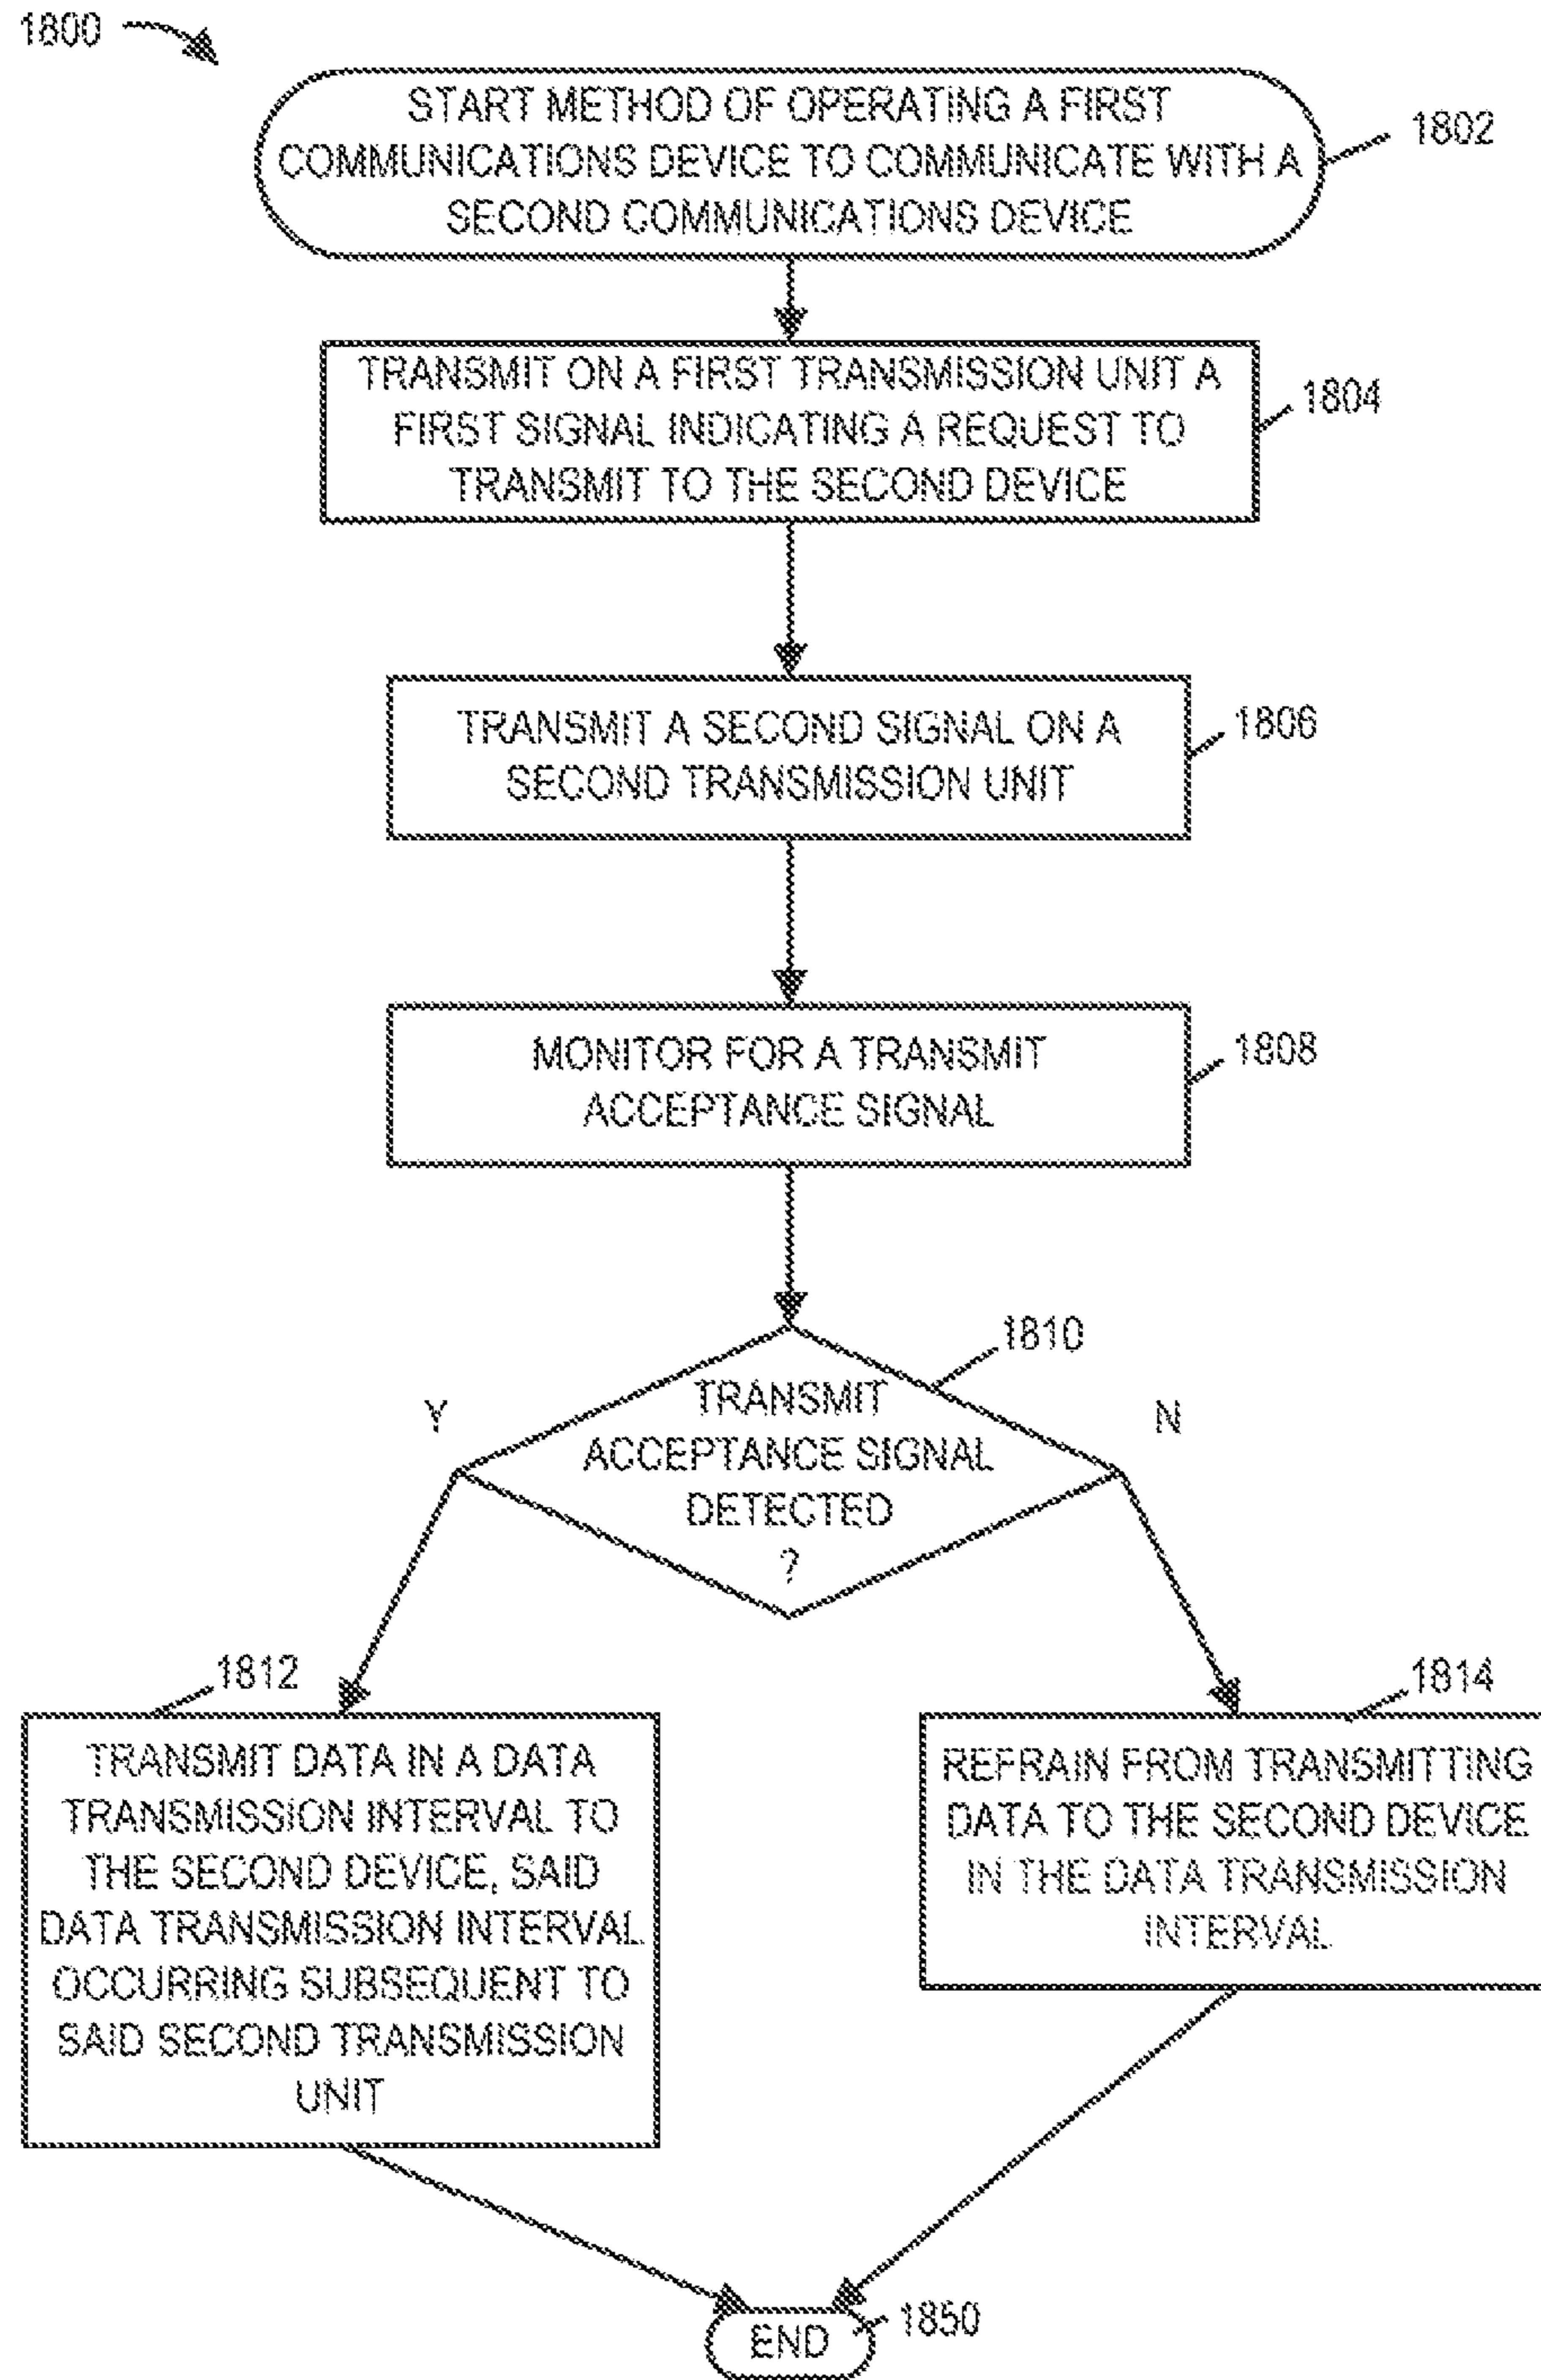 1800
START METHOD OF OPERATING A FIRST
COMMUNICATIONS DEVICE TO COMMUNICATE WITH A
SECOND COMMUNICATIONS DEVICE
1802
TRANSMIT ON A FIRST TRANSMISSION UNIT A
FIRST SIGNAL INDICATING A REQUEST TO
TRANSMIT TO THE SECOND DEVICE
1804
TRANSMIT A SECOND SIGNAL ON A
SECOND TRANSMISSION UNIT
1806
MONITOR FOR A TRANSMIT
ACCEPTANCE SIGNAL
1808
1810
TRANSMIT
ACCEPTANCE SIGNAL
DETECTED
?
Y
N
1812
TRANSMIT DATA IN A DATA
TRANSMISSION INTERVAL TO
THE SECOND DEVICE, SAID
DATA TRANSMISSION INTERVAL
OCCURRING SUBSEQUENT TO
SAID SECOND TRANSMISSION
UNIT
1814
REFRAIN FROM TRANSMITTING
DATA TO THE SECOND DEVICE
IN THE DATA TRANSMISSION
INTERVAL
END
1850